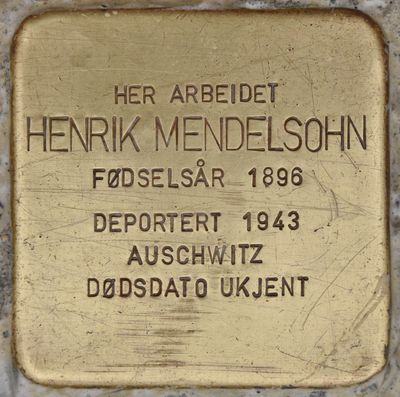 HER ARBEIDET
HENRIK MENDELSOHN
FØDSELSÅR 1896
DEPORTERT 1943
AUSCHWITZ
DØDSDATO UKJENT